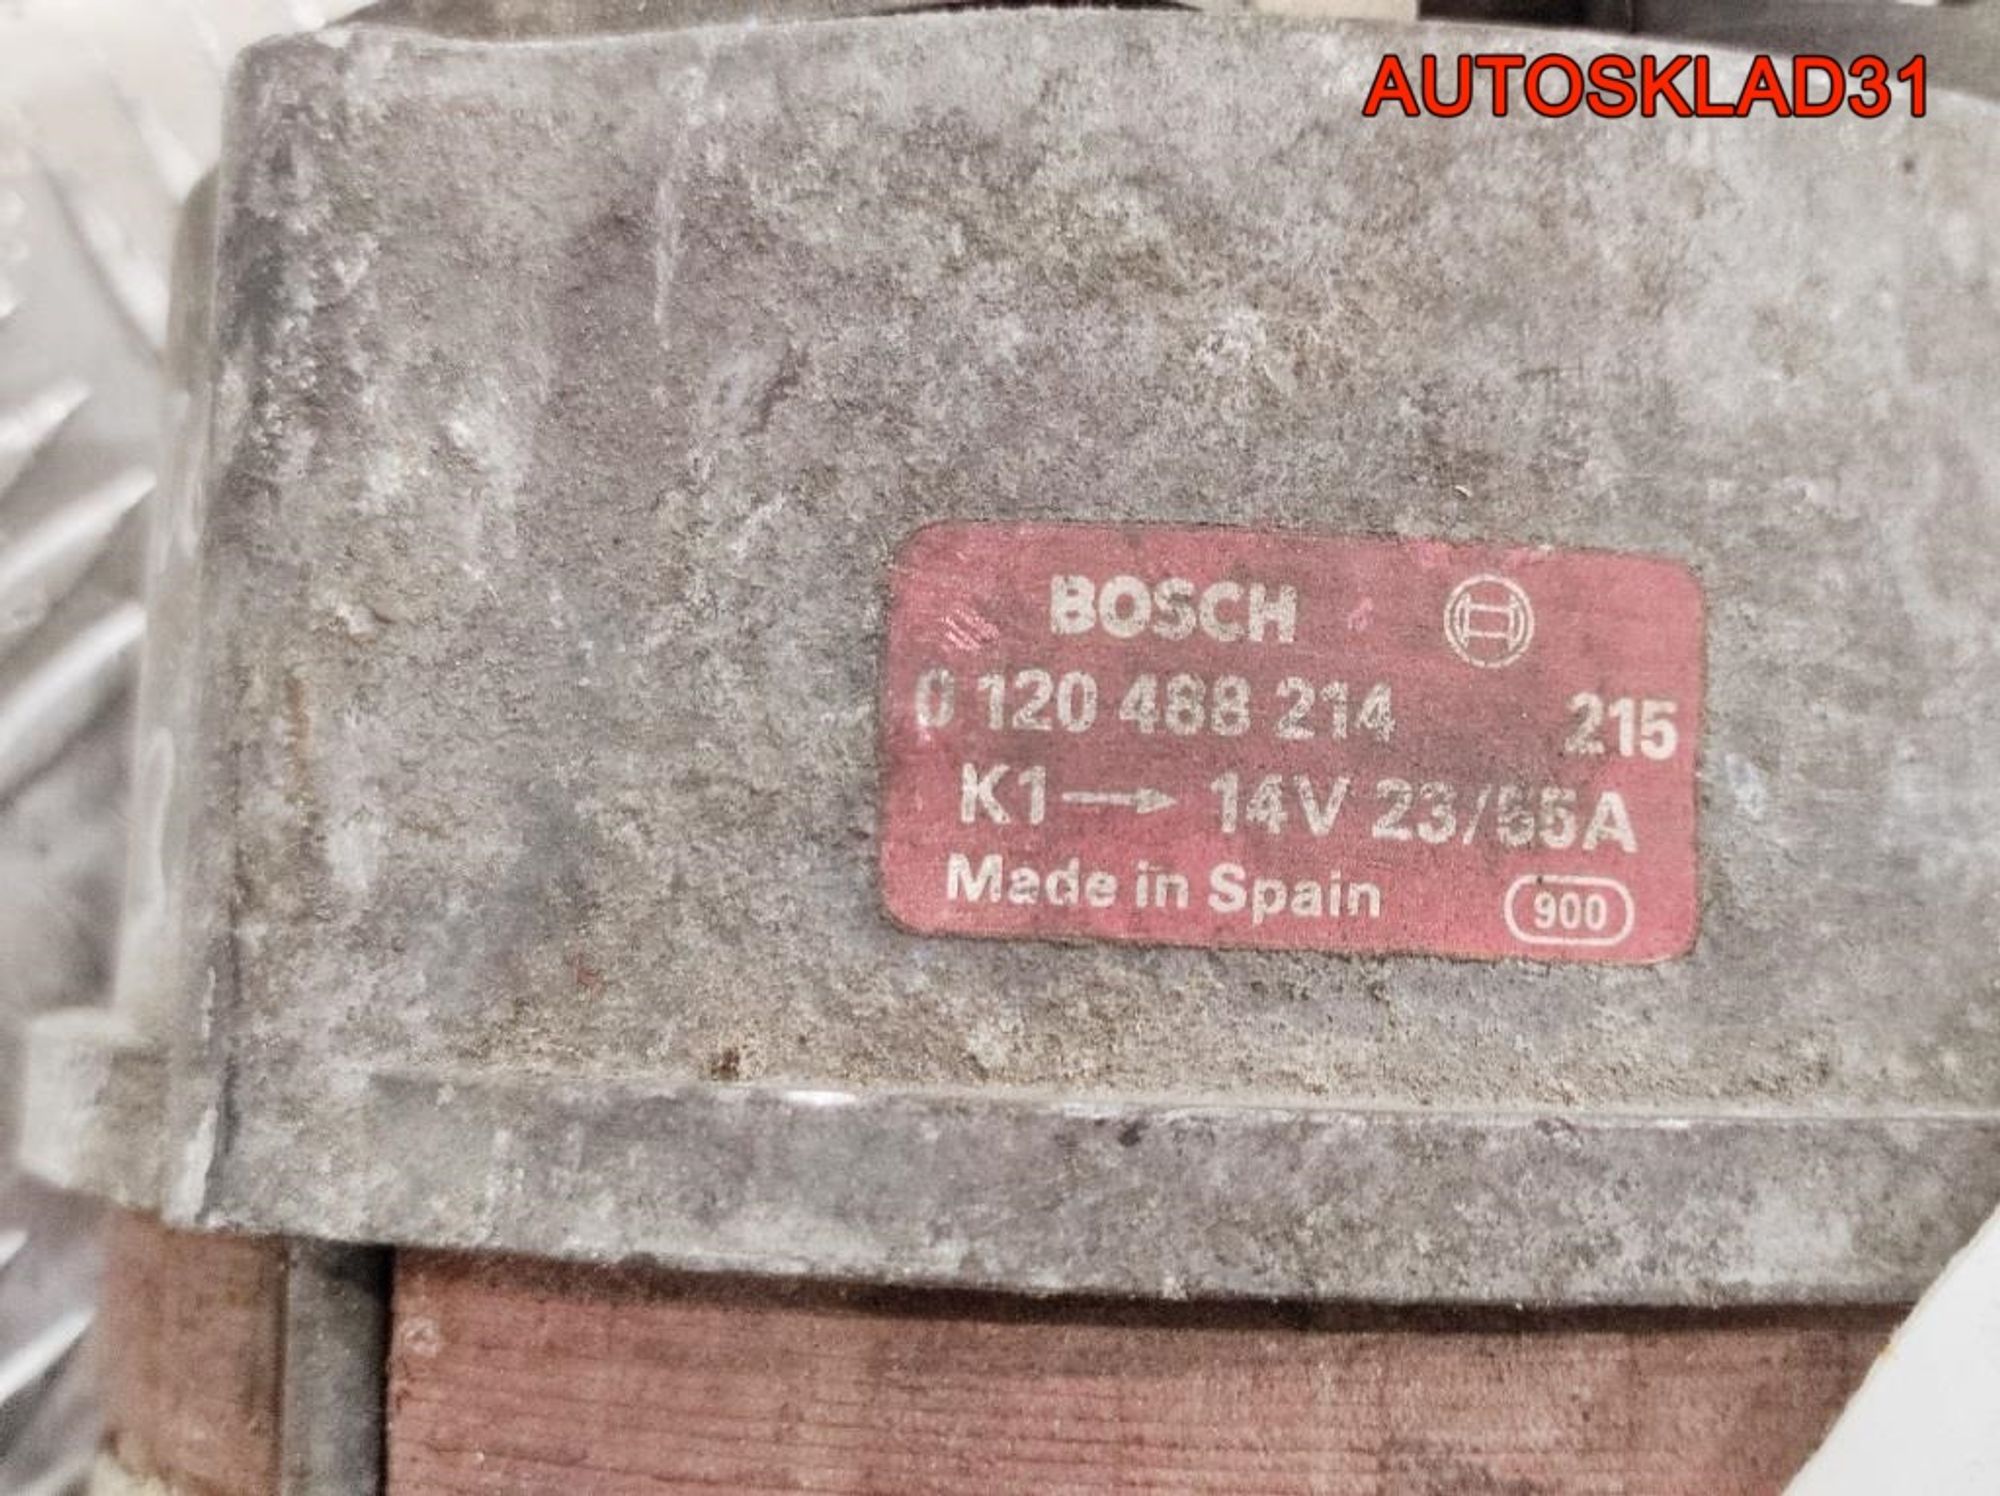 AUTOSKLAD31
BOSCH
0 120 488 214 215
K1→ 14V 23/55A
Made in Spain 900